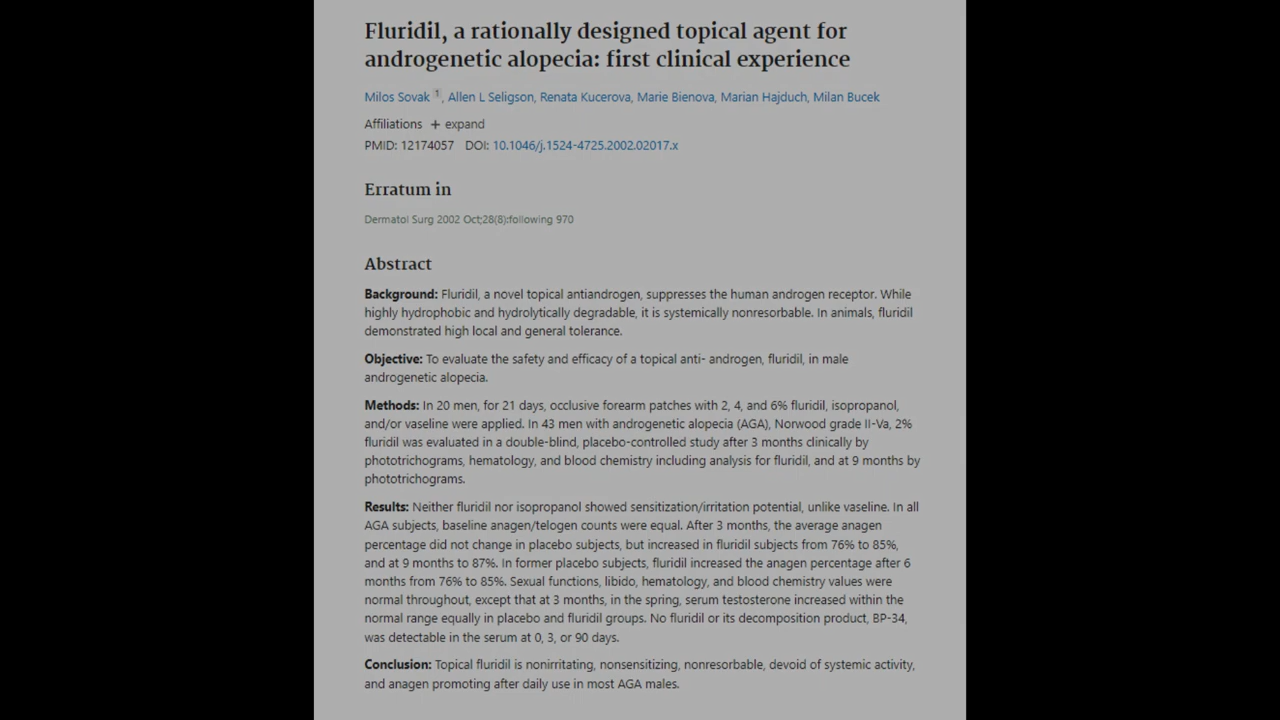 Fluridil, a rationally designed topical agent for
androgenetic alopecia: first clinical experience
Milos Sovak 1, Allen L Seligson, Renata Kucerova, Marie Bienova, Marian Hajduch, Milan Bucek
Affiliations + expand
PMID: 12174057 DOI: 10.1046/j.1524-4725.2002.02017.x
Erratum in
Dermatol Surg 2002 Oct;28(8):following 970
Abstract
Background: Fluridil, a novel topical antiandrogen, suppresses the human androgen receptor. While
highly hydrophobic and hydrolytically degradable, it is systemically nonresorbable. In animals, fluridil
demonstrated high local and general tolerance.
Objective: To evaluate the safety and efficacy of a topical anti- androgen, fluridil, in male
androgenetic alopecia.
Methods: In 20 men, for 21 days, occlusive forearm patches with 2, 4, and 6% fluridil, isopropanol,
and/or vaseline were applied. In 43 men with androgenetic alopecia (AGA), Norwood grade II-Va, 2%
fluridil was evaluated in a double-blind, placebo-controlled study after 3 months clinically by
phototrichograms, hematology, and blood chemistry including analysis for fluridil, and at 9 months by
phototrichograms.
Results: Neither fluridil nor isopropanol showed sensitization/irritation potential, unlike vaseline. In all
AGA subjects, baseline anagen/telogen counts were equal. After 3 months, the average anagen
percentage did not change in placebo subjects, but increased in fluridil subjects from 76% to 85%,
and at 9 months to 87%. In former placebo subjects, fluridil increased the anagen percentage after 6
months from 76% to 85%. Sexual functions, libido, hematology, and blood chemistry values were
normal throughout, except that at 3 months, in the spring, serum testosterone increased within the
normal range equally in placebo and fluridil groups. No fluridil or its decomposition product, BP-34,
was detectable in the serum at 0, 3, or 90 days.
Conclusion: Topical fluridil is nonirritating, nonsensitizing, nonresorbable, devoid of systemic activity,
and anagen promoting after daily use in most AGA males.